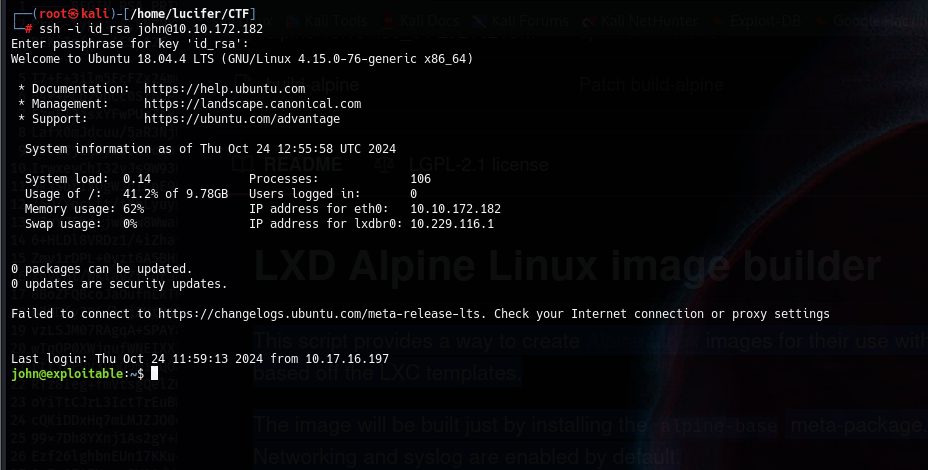 ┌──(root㉿kali)-[/home/lucifer/CTF]
└─# ssh -i id_rsa john@10.10.172.182
Enter passphrase for key 'id_rsa':
Welcome to Ubuntu 18.04.4 LTS (GNU/Linux 4.15.0-76-generic x86_64)
* Documentation:  https://help.ubuntu.com
* Management:     https://landscape.canonical.com
* Support:        https://ubuntu.com/advantage
System information as of Thu Oct 24 12:55:58 UTC 2024
System load:  0.14               Processes:             106
Usage of /:   41.2% of 9.78GB   Users logged in:       0
Memory usage: 62%                IP address for eth0:   10.10.172.182
Swap usage:   0%                 IP address for lxdbr0: 10.229.116.1
0 packages can be updated.
0 updates are security updates.
Failed to connect to https://changelogs.ubuntu.com/meta-release-lts. Check your Internet connection or proxy settings
Last login: Thu Oct 24 11:59:13 2024 from 10.17.16.197
john@exploitable:~$
Kali Tools Kali Docs Kali Forums Kali NetHunter Exploit-DB
Patch build-alpine
README LGPL-2.1 license
LXD Alpine Linux image builder
This script provides a way to create images for their use with
based off the LXC templates.
The image will be built just by installing the alpine-base meta-package.
Networking and syslog are enabled by default.